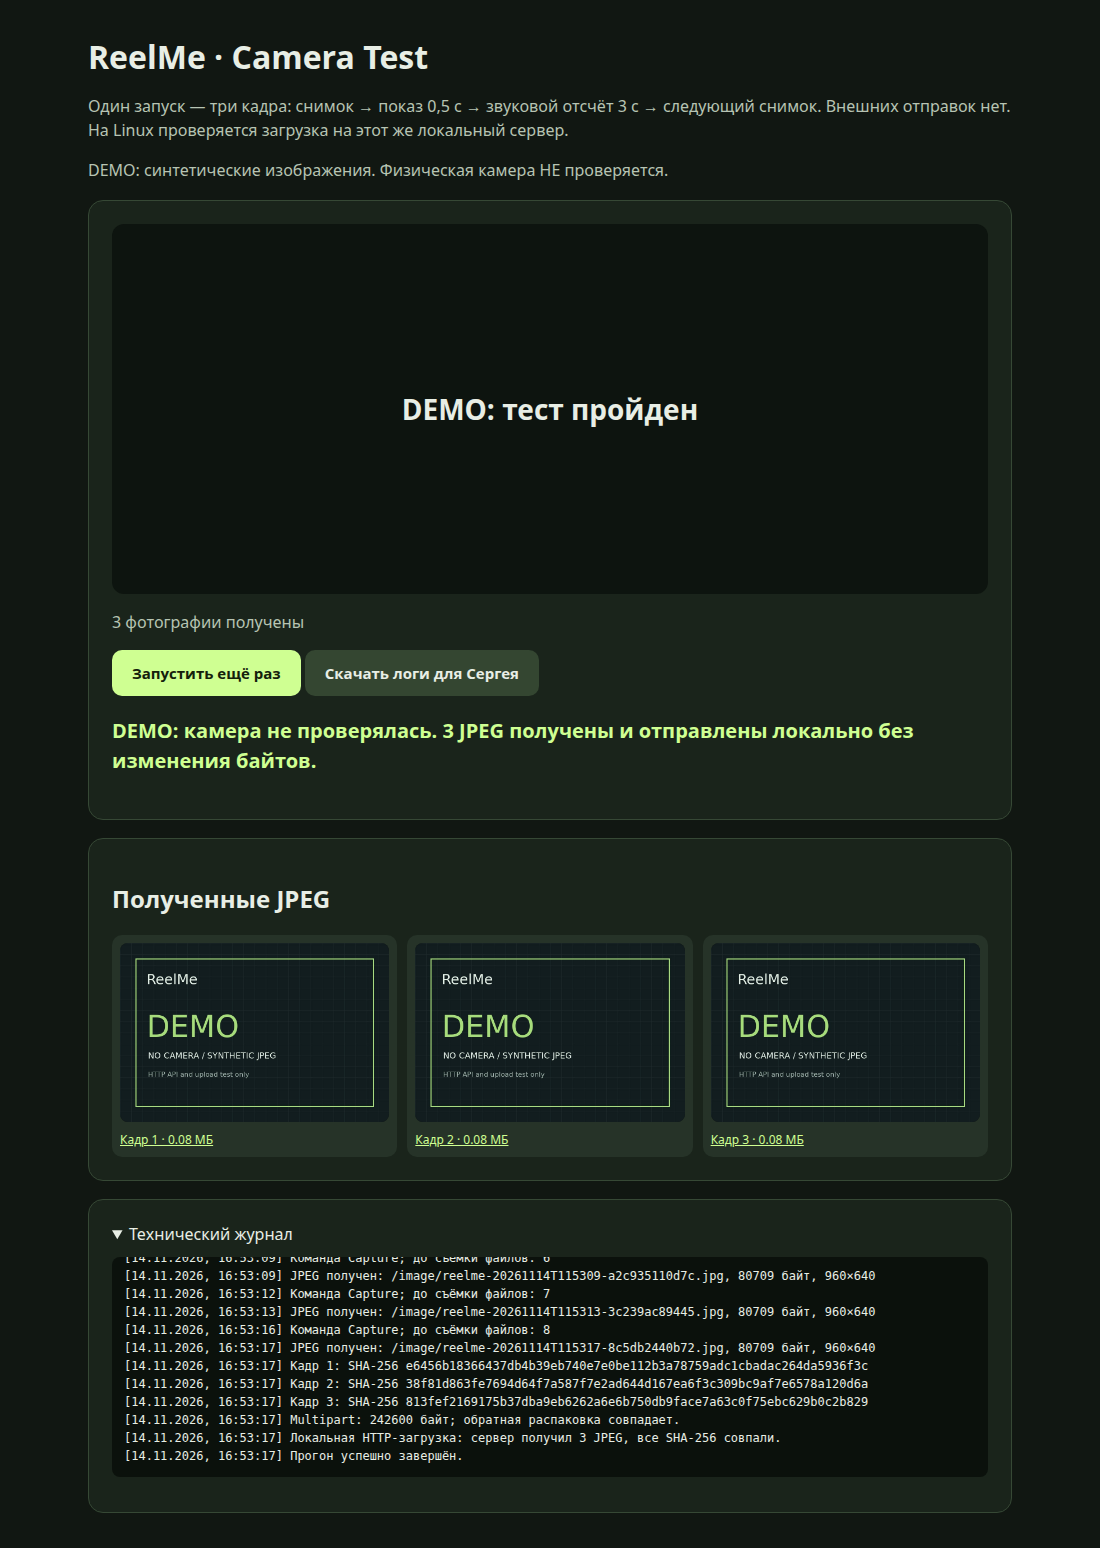 ReelMe · Camera Test
Один запуск — три кадра: снимок → показ 0,5 с → звуковой отсчёт 3 с → следующий снимок. Внешних отправок нет.
На Linux проверяется загрузка на этот же локальный сервер.
DEMO: синтетические изображения. Физическая камера НЕ проверяется.
DEMO: тест пройден
3 фотографии получены
Запустить ещё раз
Скачать логи для Сергея
DEMO: камера не проверялась. 3 JPEG получены и отправлены локально без
изменения байтов.
Полученные JPEG
ReelMe
DEMO
NO CAMERA / SYNTHETIC JPEG
HTTP API and upload test only
Кадр 1 · 0.08 МБ
ReelMe
DEMO
NO CAMERA / SYNTHETIC JPEG
HTTP API and upload test only
Кадр 2 · 0.08 МБ
ReelMe
DEMO
NO CAMERA / SYNTHETIC JPEG
HTTP API and upload test only
Кадр 3 · 0.08 МБ
▼ Технический журнал
[14.11.2026, 16:53:09] Команда Capture; до съёмки файлов: 6
[14.11.2026, 16:53:09] JPEG получен: /image/reelme-20261114T115309-a2c935110d7c.jpg, 80709 байт, 960×640
[14.11.2026, 16:53:12] Команда Capture; до съёмки файлов: 7
[14.11.2026, 16:53:13] JPEG получен: /image/reelme-20261114T115313-3c239ac89445.jpg, 80709 байт, 960×640
[14.11.2026, 16:53:16] Команда Capture; до съёмки файлов: 8
[14.11.2026, 16:53:17] JPEG получен: /image/reelme-20261114T115317-8c5db2440b72.jpg, 80709 байт, 960×640
[14.11.2026, 16:53:17] Кадр 1: SHA-256 e6456b18366437db4b39eb740e7e0be112b3a78759adc1cbadac264da5936f3c
[14.11.2026, 16:53:17] Кадр 2: SHA-256 38f81d863fe7694d64f7a587f7e2ad644d167ea6f3c309bc9af7e6578a120d6a
[14.11.2026, 16:53:17] Кадр 3: SHA-256 813fef2169175b37dba9eb6262a6e6b750db9face7a63c0f75ebc629b0c2b829
[14.11.2026, 16:53:17] Multipart: 242600 байт; обратная распаковка совпадает.
[14.11.2026, 16:53:17] Локальная HTTP-загрузка: сервер получил 3 JPEG, все SHA-256 совпали.
[14.11.2026, 16:53:17] Прогон успешно завершён.